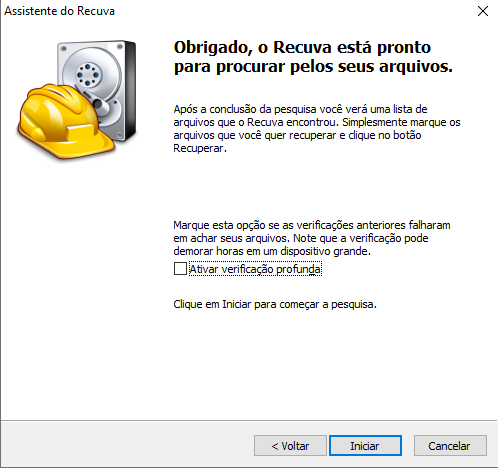 Assistente do Recuva
Obrigado, o Recuva está pronto
para procurar pelos seus arquivos.
Após a conclusão da pesquisa você verá uma lista de
arquivos que o Recuva encontrou. Simplesmente marque os
arquivos que você quer recuperar e clique no botão
Recuperar.
Marque esta opção se as verificações anteriores falharam
em achar seus arquivos. Note que a verificação pode
demorar horas em um dispositivo grande.
Ativar verificação profunda
Clique em Iniciar para começar a pesquisa.
< Voltar
Iniciar
Cancelar